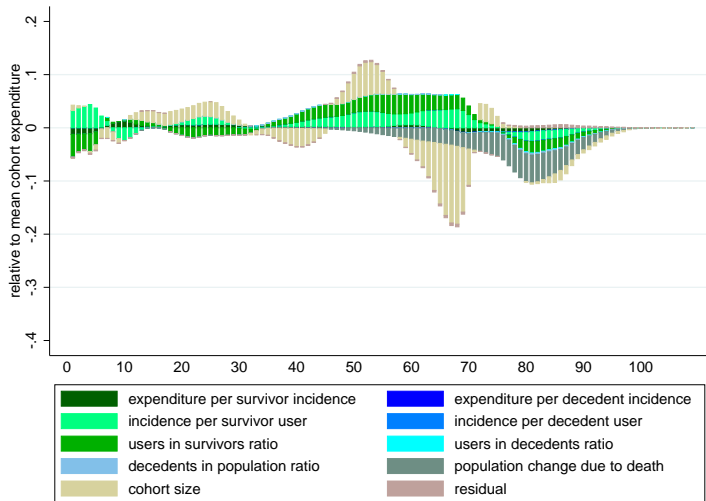 relative to mean cohort expenditure
.2
.1
0
-.1
-.2
-.3
-.4
0 10 20 30 40 50 60 70 80 90 100
expenditure per survivor incidence expenditure per decedent incidence
incidence per survivor user incidence per decedent user
users in survivors ratio users in decedents ratio
decedents in population ratio population change due to death
cohort size residual